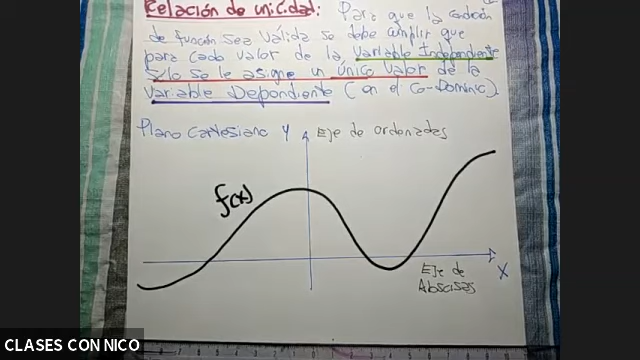 Relación de unicidad: Para que la condición
de función sea válida se debe cumplir que
para cada valor de la Variable Independiente
Sólo se le asigne un Único Valor de la
Variable Dependiente (en el Co-Dominio).
Plano Cartesiano Y Eje de ordenadas
f(x)
Eje de X
Abscisas
CLASES CON NICO